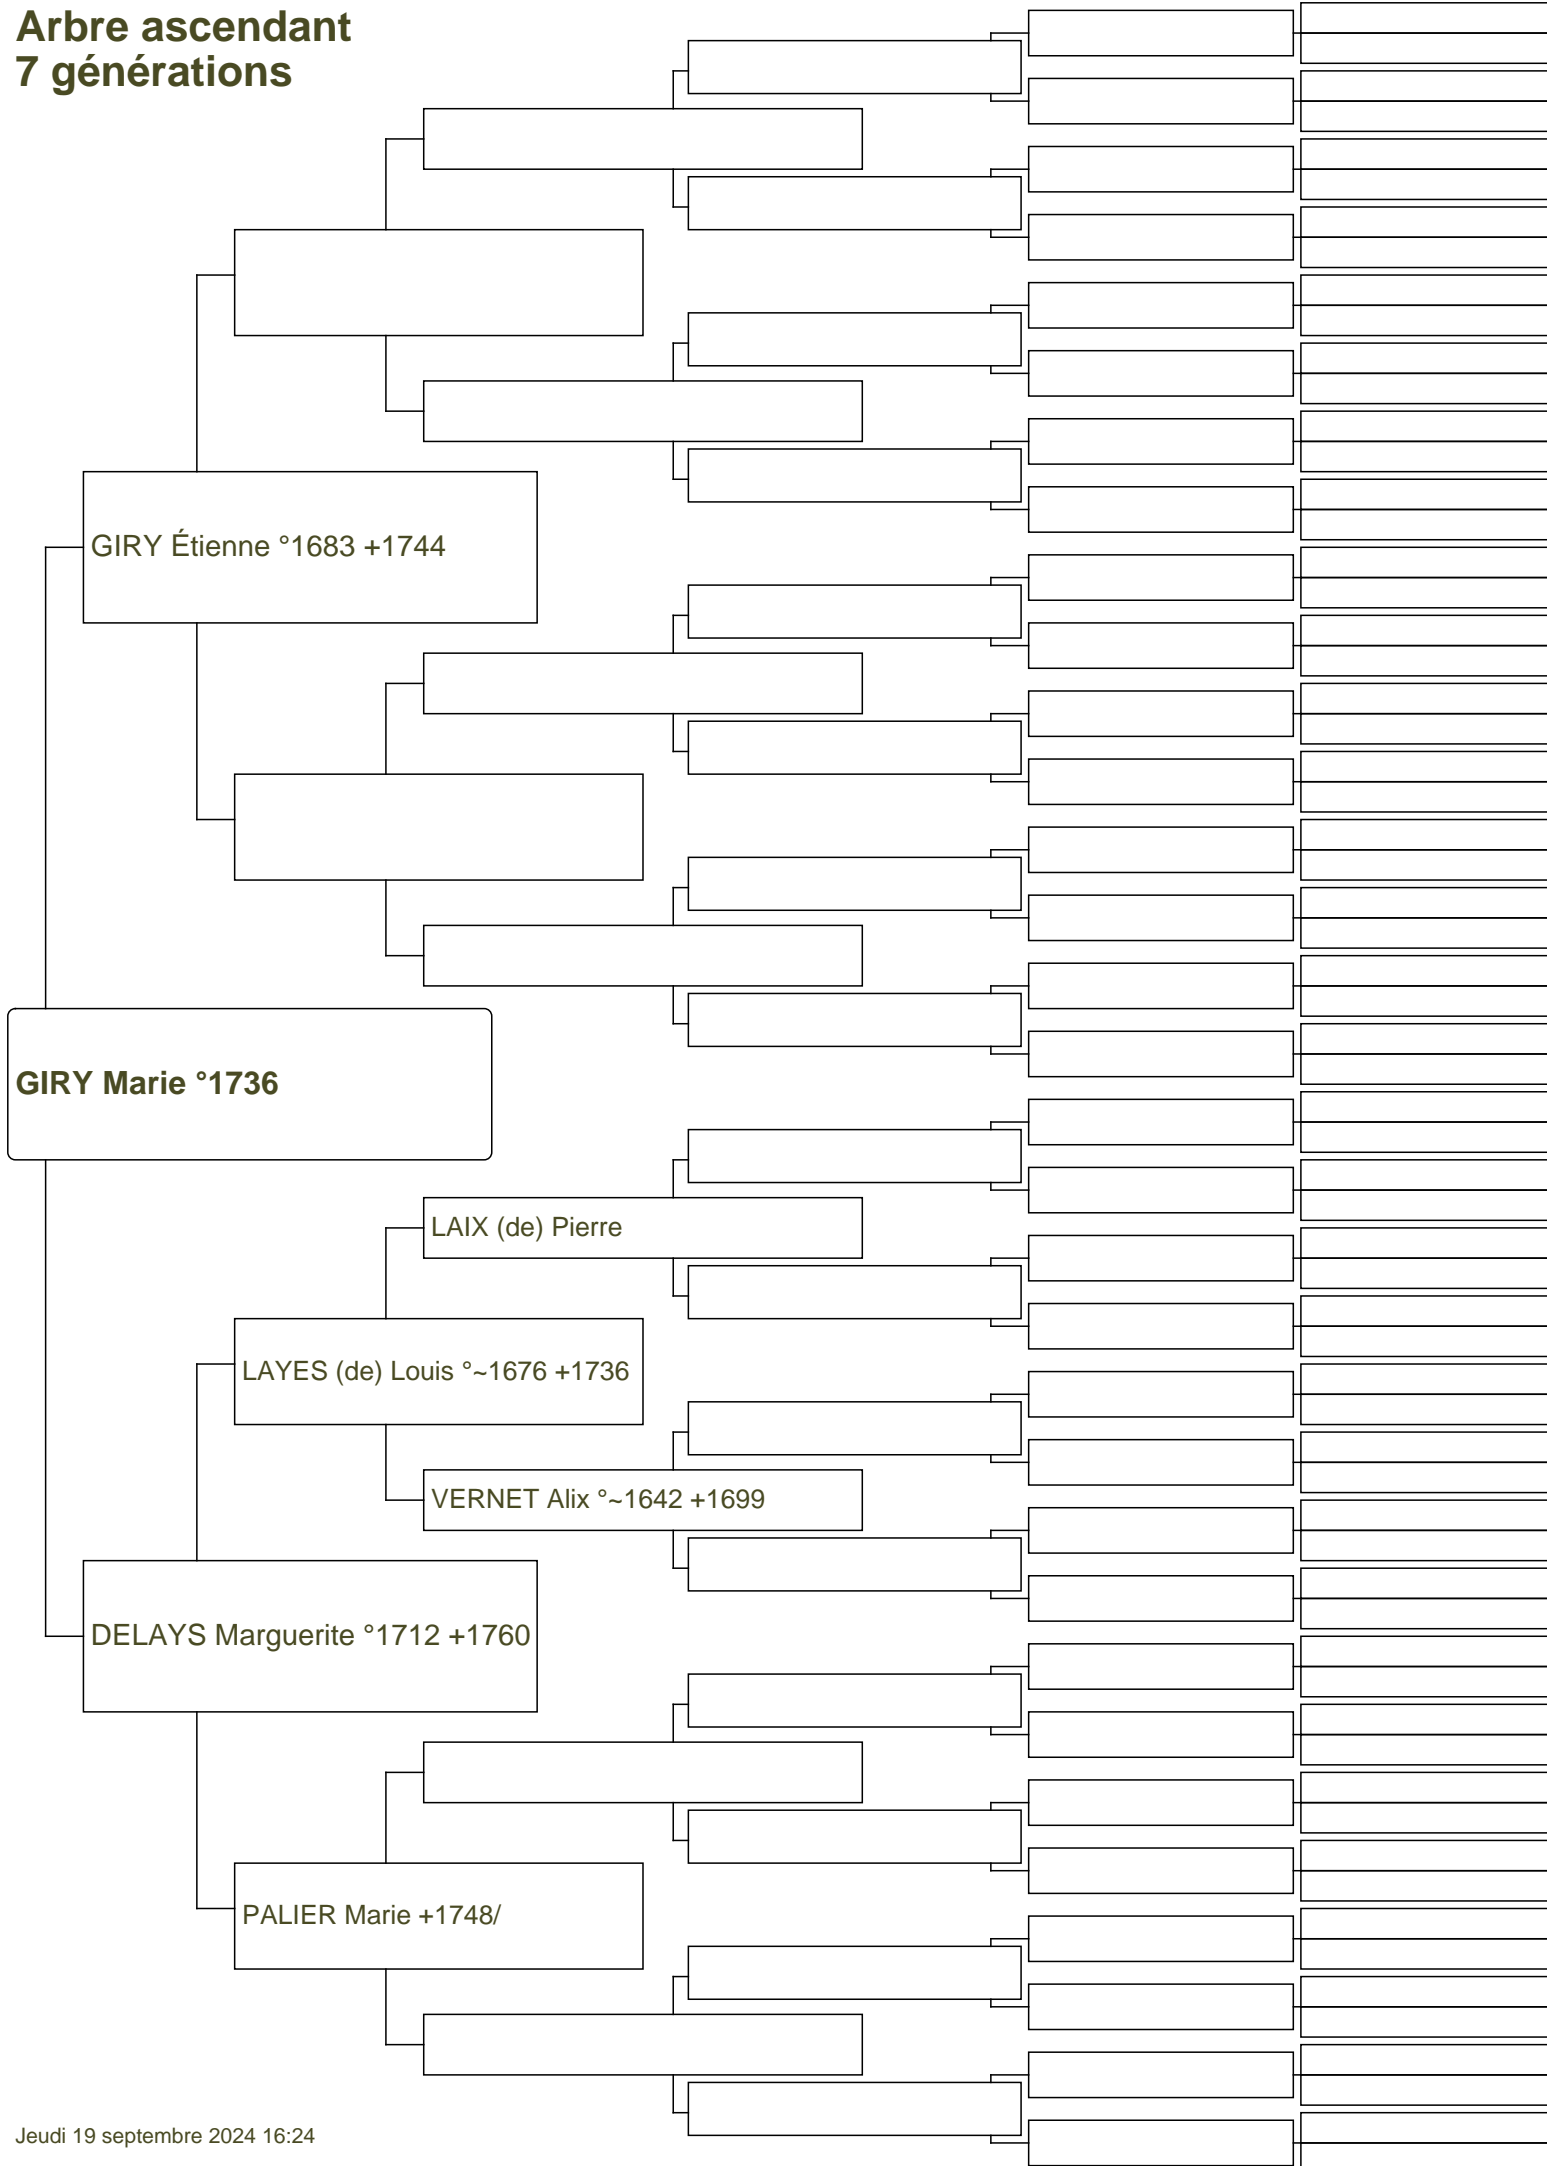 Arbre ascendant
7 générations
GIRY Étienne °1683 +1744
GIRY Marie °1736
LAIX (de) Pierre
LAYES (de) Louis °~1676 +1736
VERNET Alix °~1642 +1699
DELAYS Marguerite °1712 +1760
PALIER Marie +1748/
Jeudi 19 septembre 2024 16:24